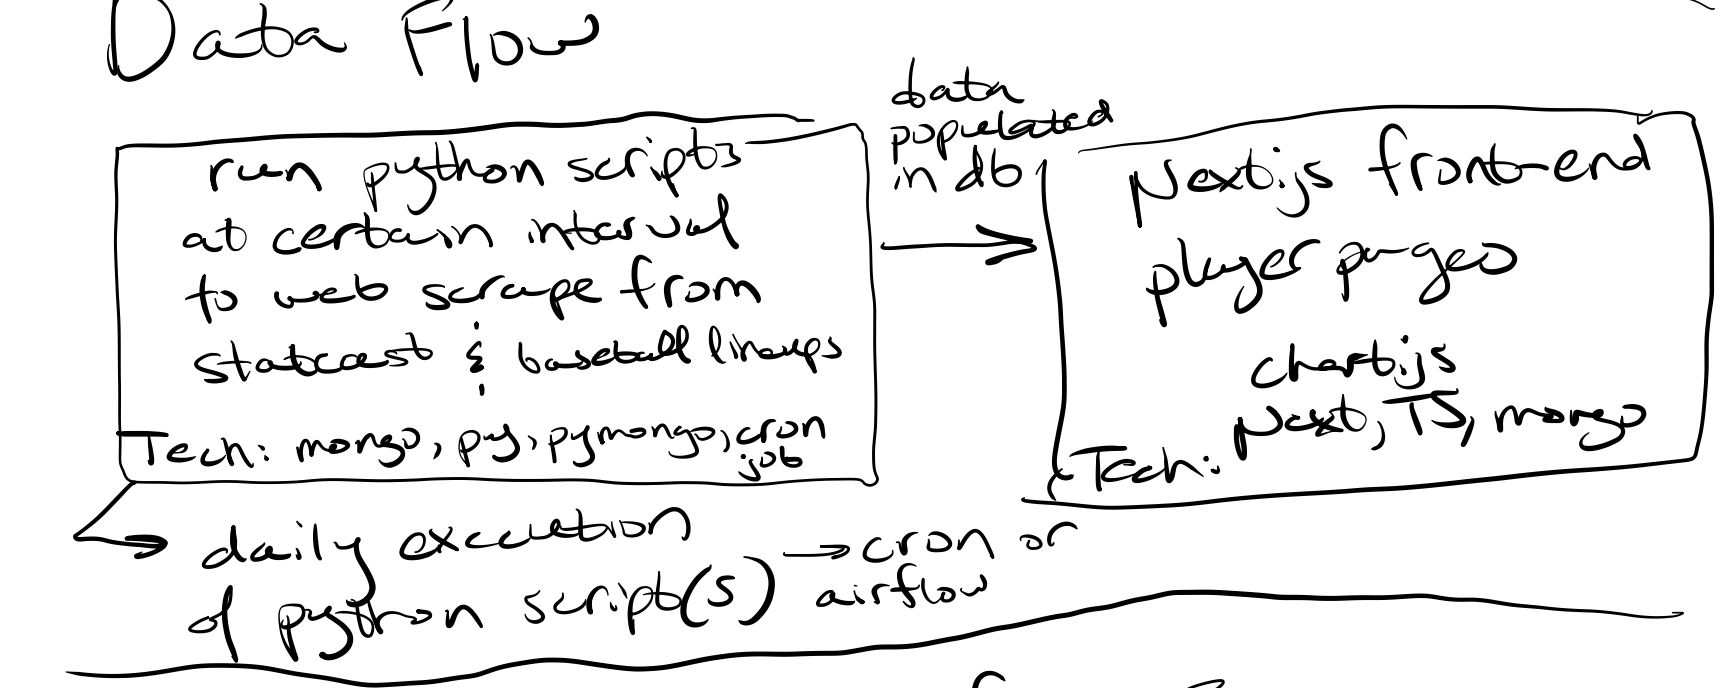 Data Flow
run python scripts
at certain interval
to web scrape from
statcast & baseball lineups
Tech: mongo, py, pymongo, cron
job
data
populated
in db
Next.js front-end
player pages
chart.js
Next, TS, mongo
Tech:
daily execution
of python script(s)
→ cron or
airflow